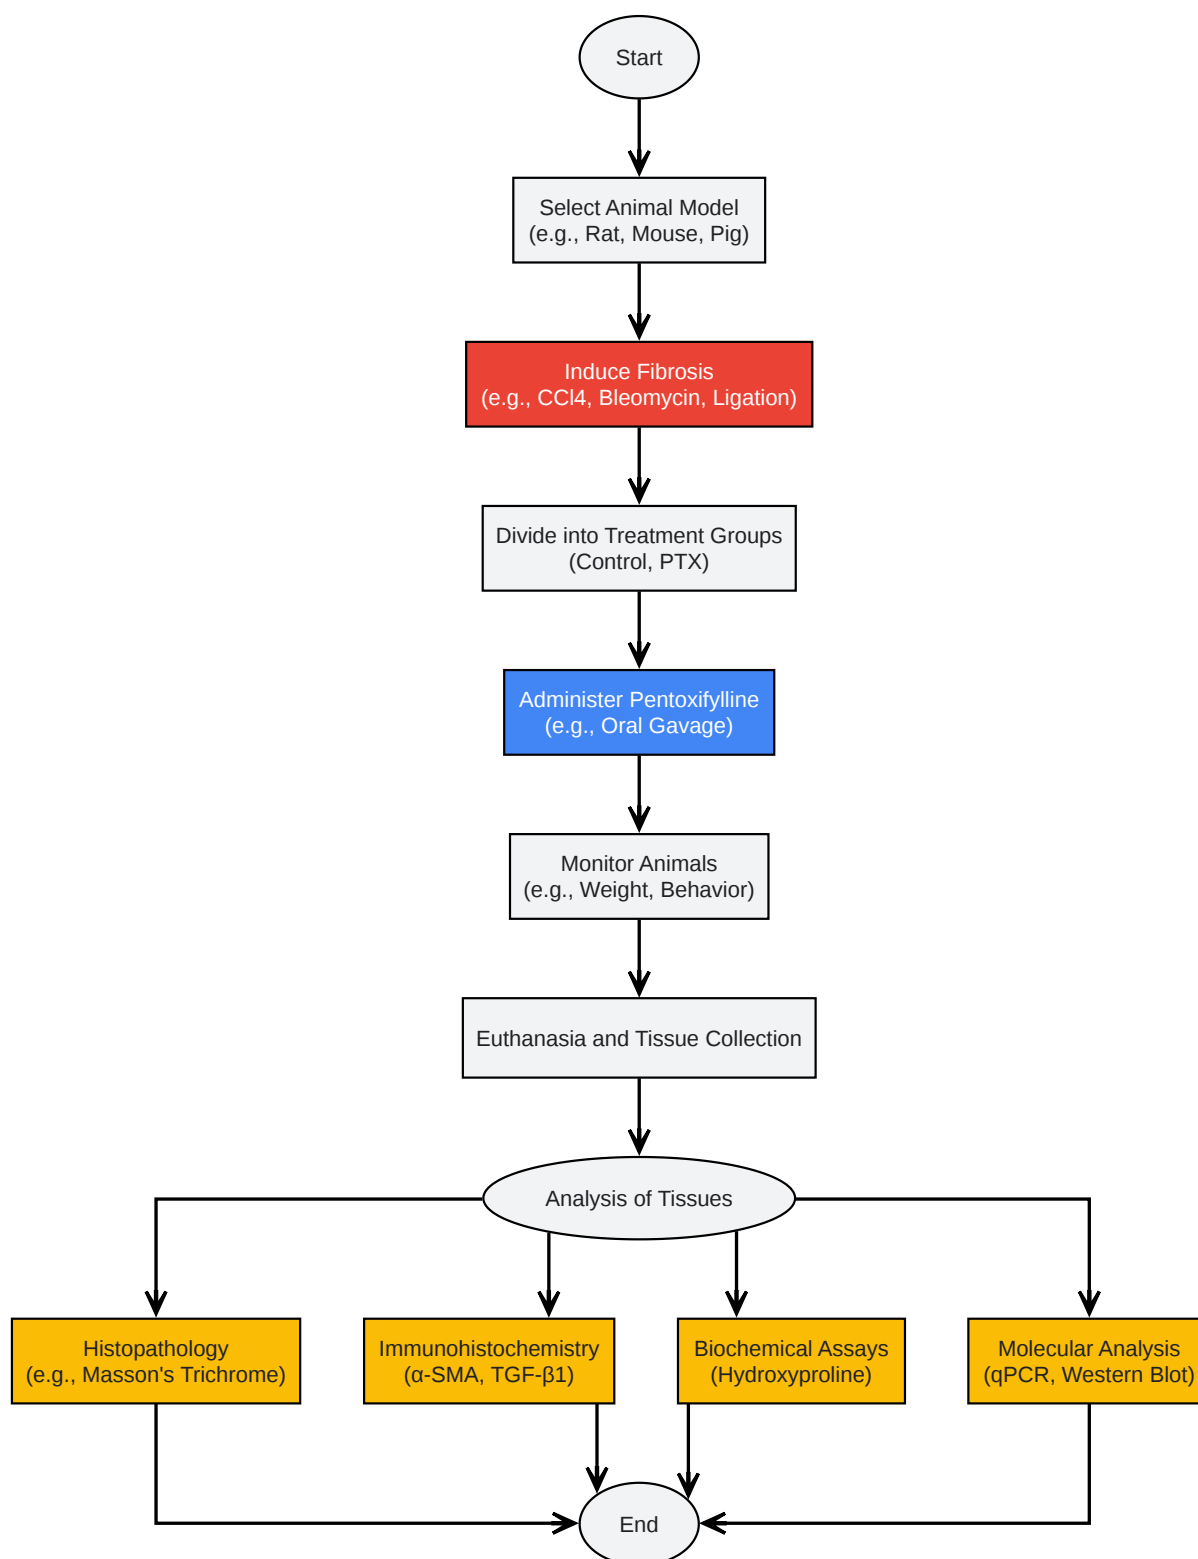 Start
Select Animal Model
(e.g., Rat, Mouse, Pig)
Induce Fibrosis
(e.g., CCl4, Bleomycin, Ligation)
Divide into Treatment Groups
(Control, PTX)
Administer Pentoxifylline
(e.g., Oral Gavage)
Monitor Animals
(e.g., Weight, Behavior)
Euthanasia and Tissue Collection
Analysis of Tissues
Histopathology
(e.g., Masson's Trichrome)
Immunohistochemistry
(α-SMA, TGF-β1)
Biochemical Assays
(Hydroxyproline)
Molecular Analysis
(qPCR, Western Blot)
End